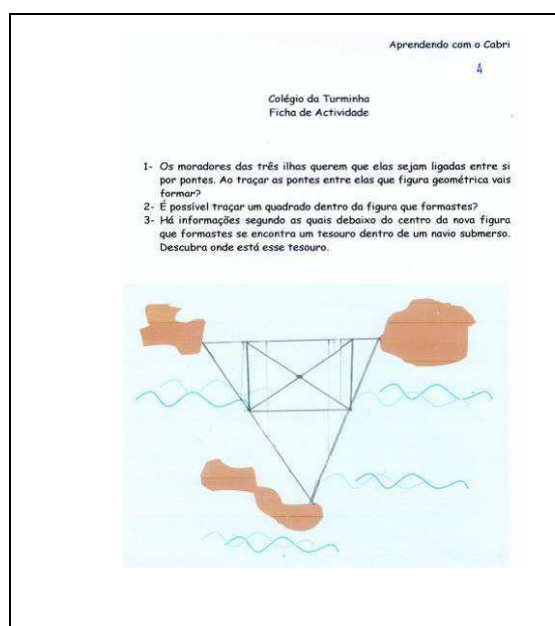 Aprendendo com o Cabri
4
Colégio da Turminha
Ficha de Actividade
1- Os moradores das três ilhas querem que elas sejam ligadas entre si
por pontes. Ao traçar as pontes entre elas que figura geométrica vais
formar?
2- É possível traçar um quadrado dentro da figura que formastes?
3- Há informações segundo as quais debaixo do centro da nova figura
que formastes se encontra um tesouro dentro de um navio submerso.
Descubra onde está esse tesouro.